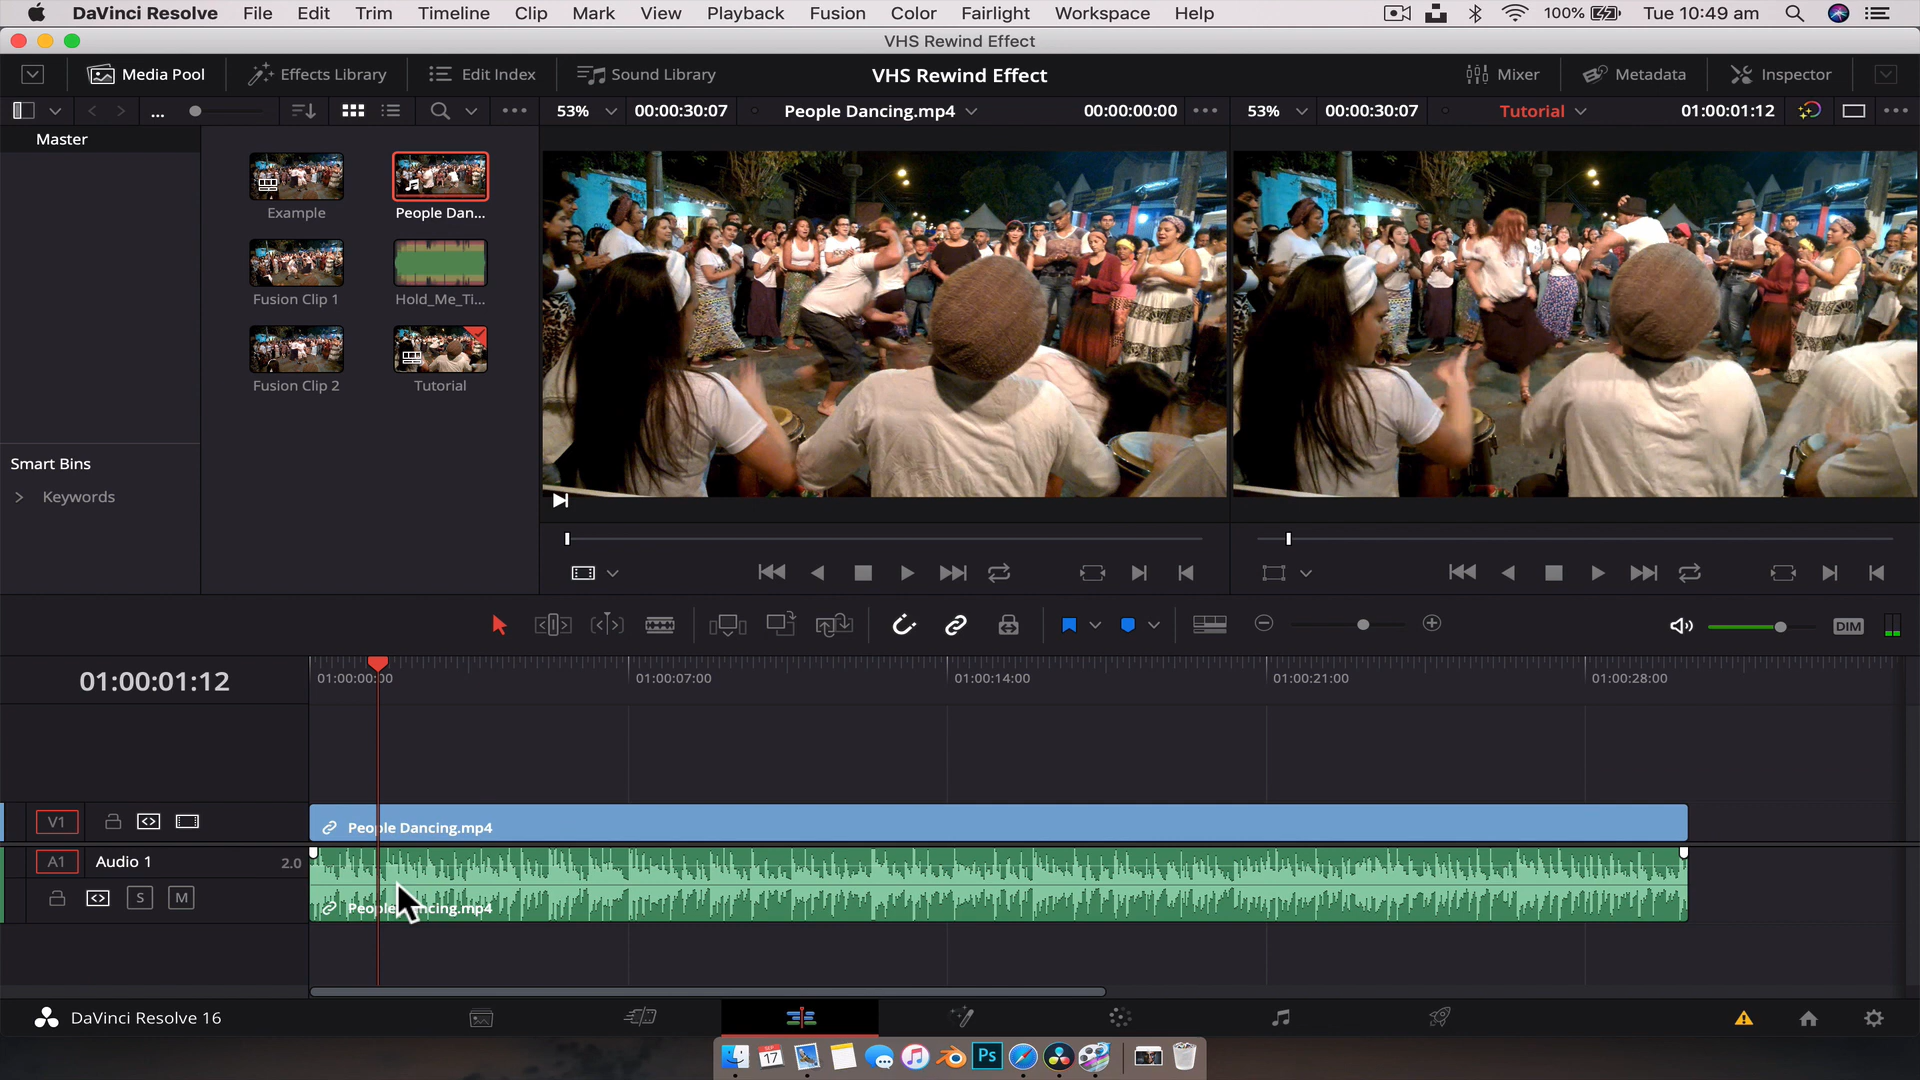 DaVinci Resolve File Edit Trim Timeline Clip Mark View Playback Fusion Color Fairlight Workspace Help 100% Tue 10:49 am
VHS Rewind Effect
Media Pool Effects Library Edit Index Sound Library VHS Rewind Effect Mixer Metadata Inspector
... 53% 00:00:30:07 People Dancing.mp4 00:00:00:00 53% 00:00:30:07 Tutorial 01:00:01:12
Master
Example People Dan...
Fusion Clip 1 Hold_Me_Ti...
Fusion Clip 2 Tutorial
Smart Bins
Keywords
DIM
01:00:01:12
01:00:00:00 01:00:07:00 01:00:14:00 01:00:21:00 01:00:28:00
V1 People Dancing.mp4
A1 Audio 1 2.0
S M
DaVinci Resolve 16
SEP
17
Ps